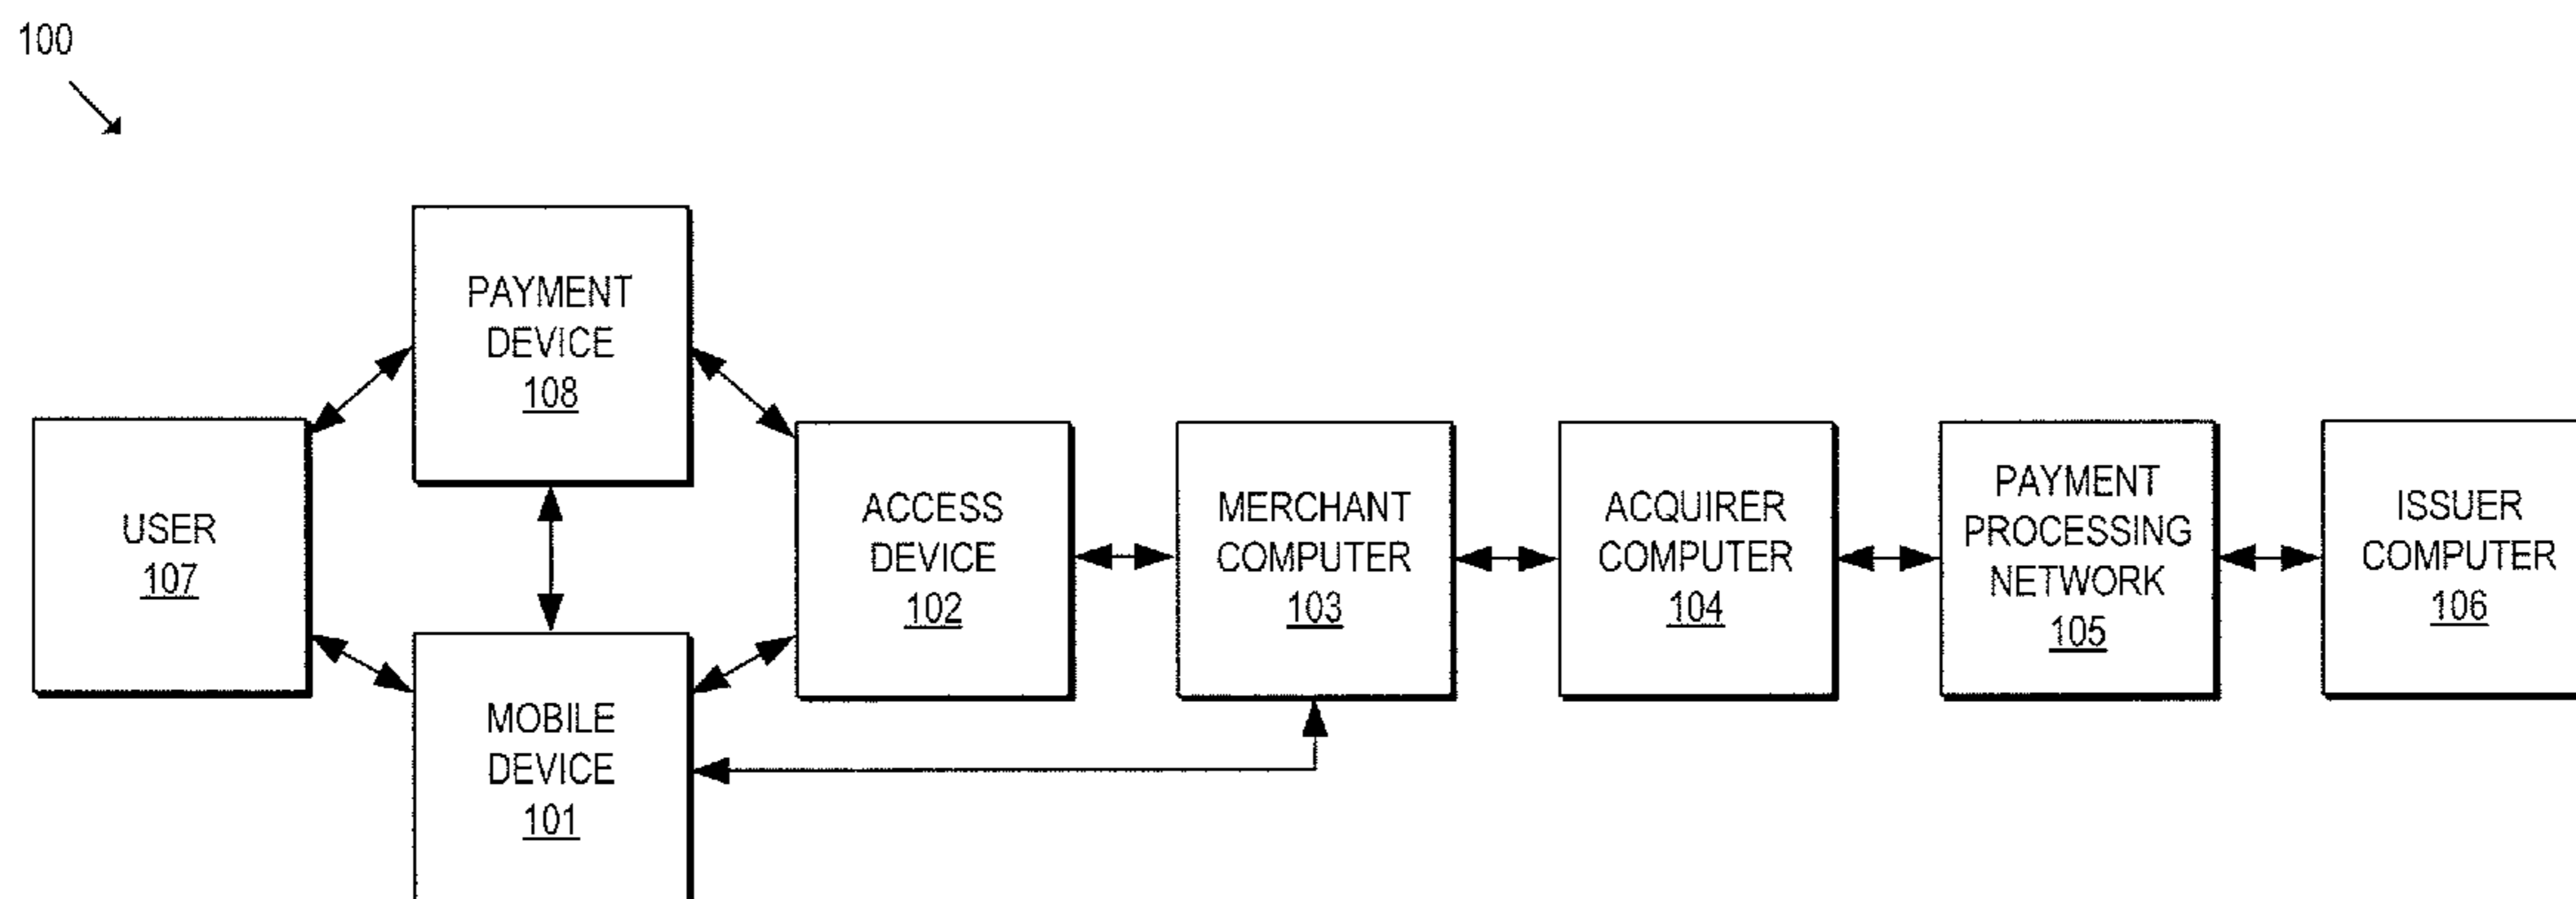 100
PAYMENT
DEVICE
108
USER
107
MOBILE
DEVICE
101
ACCESS
DEVICE
102
MERCHANT
COMPUTER
103
ACQUIRER
COMPUTER
104
PAYMENT
PROCESSING
NETWORK
105
ISSUER
COMPUTER
106